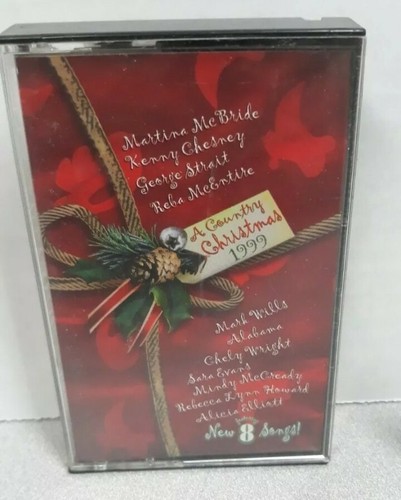 Martina McBride
Kenny Chesney
George Strait
Reba McEntire
A Country
Christmas
1999
Mark Wills
Alabama
Chely Wright
Sara Evans
Mindy McCready
Rebecca Lynn Howard
Alicia Elliott
New 8 Songs!